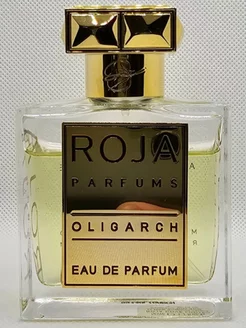 ROJA
PARFUMS
OLIGARCH
EAU DE PARFUM